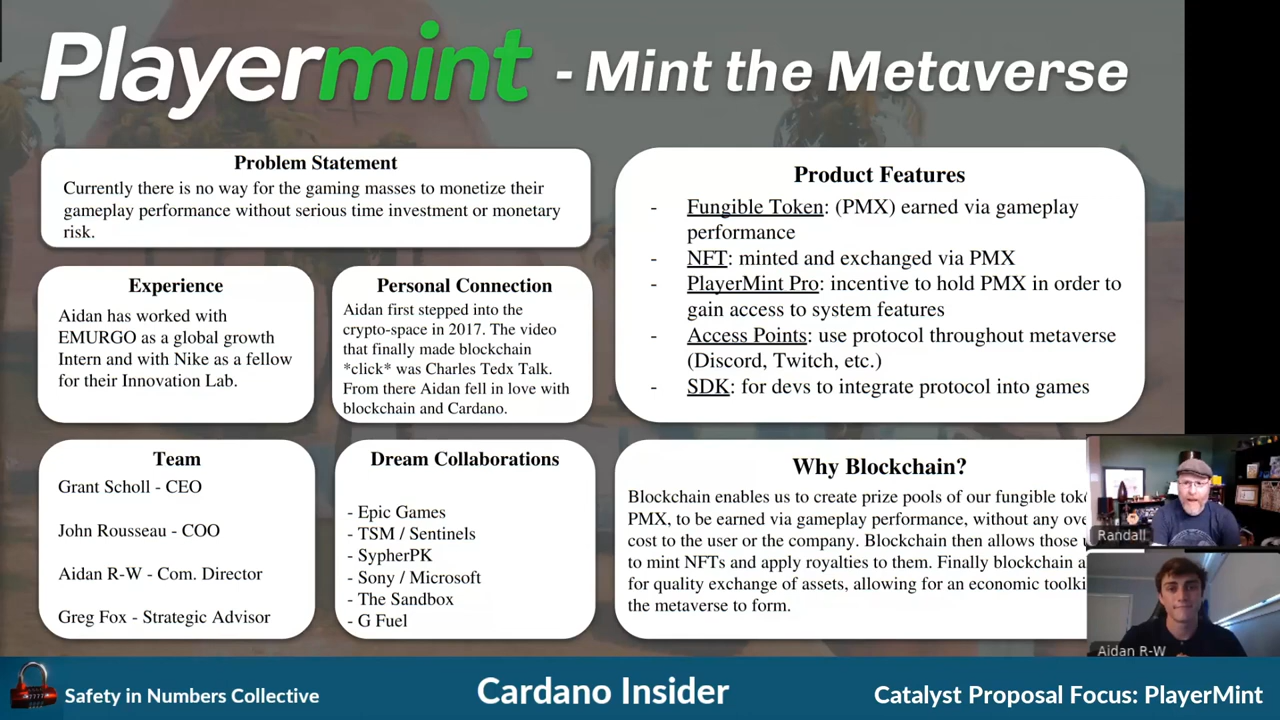 Playermint - Mint the Metaverse
Problem Statement
Currently there is no way for the gaming masses to monetize their
gameplay performance without serious time investment or monetary
risk.
Experience
Aidan has worked with
EMURGO as a global growth
Intern and with Nike as a fellow
for their Innovation Lab.
Personal Connection
Aidan first stepped into the
crypto-space in 2017. The video
that finally made blockchain
*click* was Charles Tedx Talk.
From there Aidan fell in love with
blockchain and Cardano.
Product Features
- Fungible Token: (PMX) earned via gameplay
performance
- NFT: minted and exchanged via PMX
- PlayerMint Pro: incentive to hold PMX in order to
gain access to system features
- Access Points: use protocol throughout metaverse
(Discord, Twitch, etc.)
- SDK: for devs to integrate protocol into games
Team
Grant Scholl - CEO
John Rousseau - COO
Aidan R-W - Com. Director
Greg Fox - Strategic Advisor
Dream Collaborations
- Epic Games
- TSM / Sentinels
- SypherPK
- Sony / Microsoft
- The Sandbox
- G Fuel
Why Blockchain?
Blockchain enables us to create prize pools of our fungible
PMX, to be earned via gameplay performance, without any
cost to the user or the company. Blockchain then allows those
to mint NFTs and apply royalties to them. Finally blockchain
for quality exchange of assets, allowing for an economic
the metaverse to form.
Randall
Aidan R-W
Safety in Numbers Collective
Cardano Insider
Catalyst Proposal Focus: PlayerMint